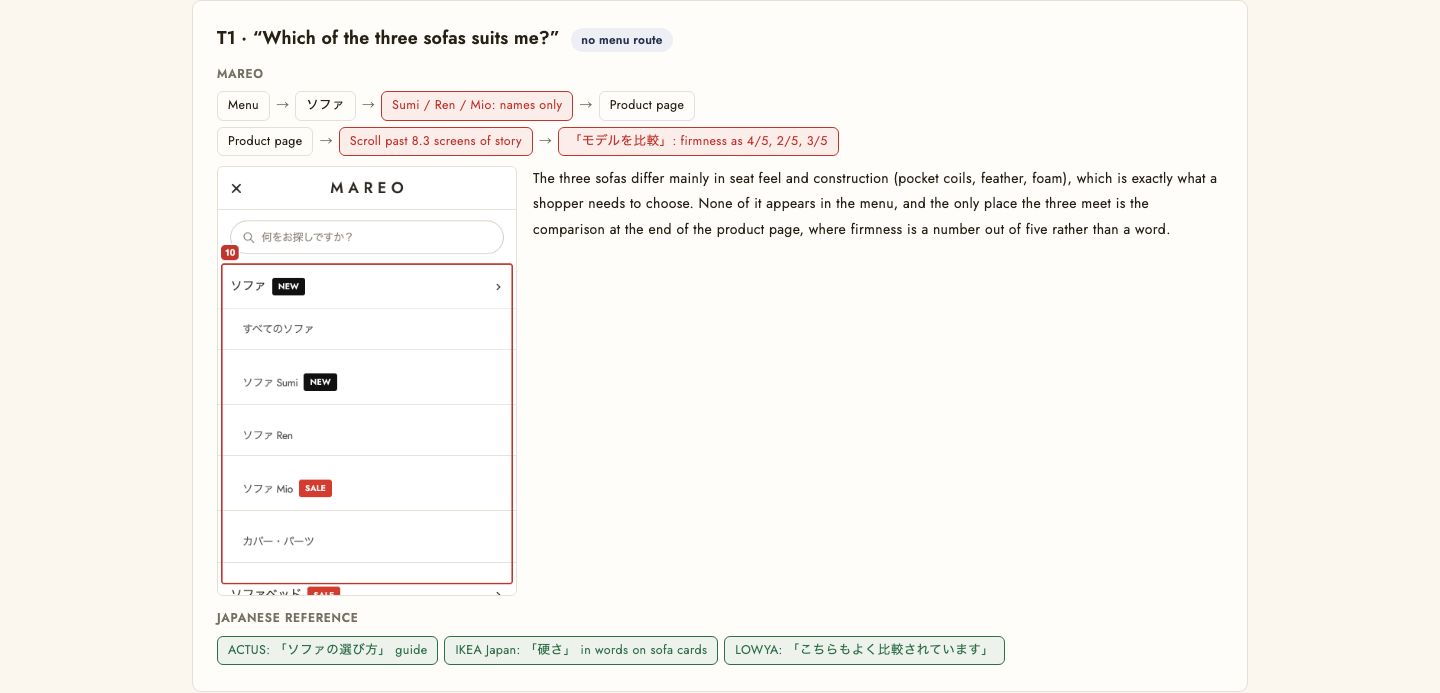 T1 · “Which of the three sofas suits me?” no menu route
MAREO
Menu → ソファ → Sumi / Ren / Mio: names only → Product page
Product page → Scroll past 8.3 screens of story → 「モデルを比較」: firmness as 4/5, 2/5, 3/5
MAREO
何をお探しですか?
10
ソファ NEW
すべてのソファ
ソファ Sumi NEW
ソファ Ren
ソファ Mio SALE
カバー・パーツ
ソファベッド SALE
The three sofas differ mainly in seat feel and construction (pocket coils, feather, foam), which is exactly what a
shopper needs to choose. None of it appears in the menu, and the only place the three meet is the
comparison at the end of the product page, where firmness is a number out of five rather than a word.
JAPANESE REFERENCE
ACTUS: 「ソファの選び方」 guide
IKEA Japan: 「硬さ」 in words on sofa cards
LOWYA: 「こちらもよく比較されています」